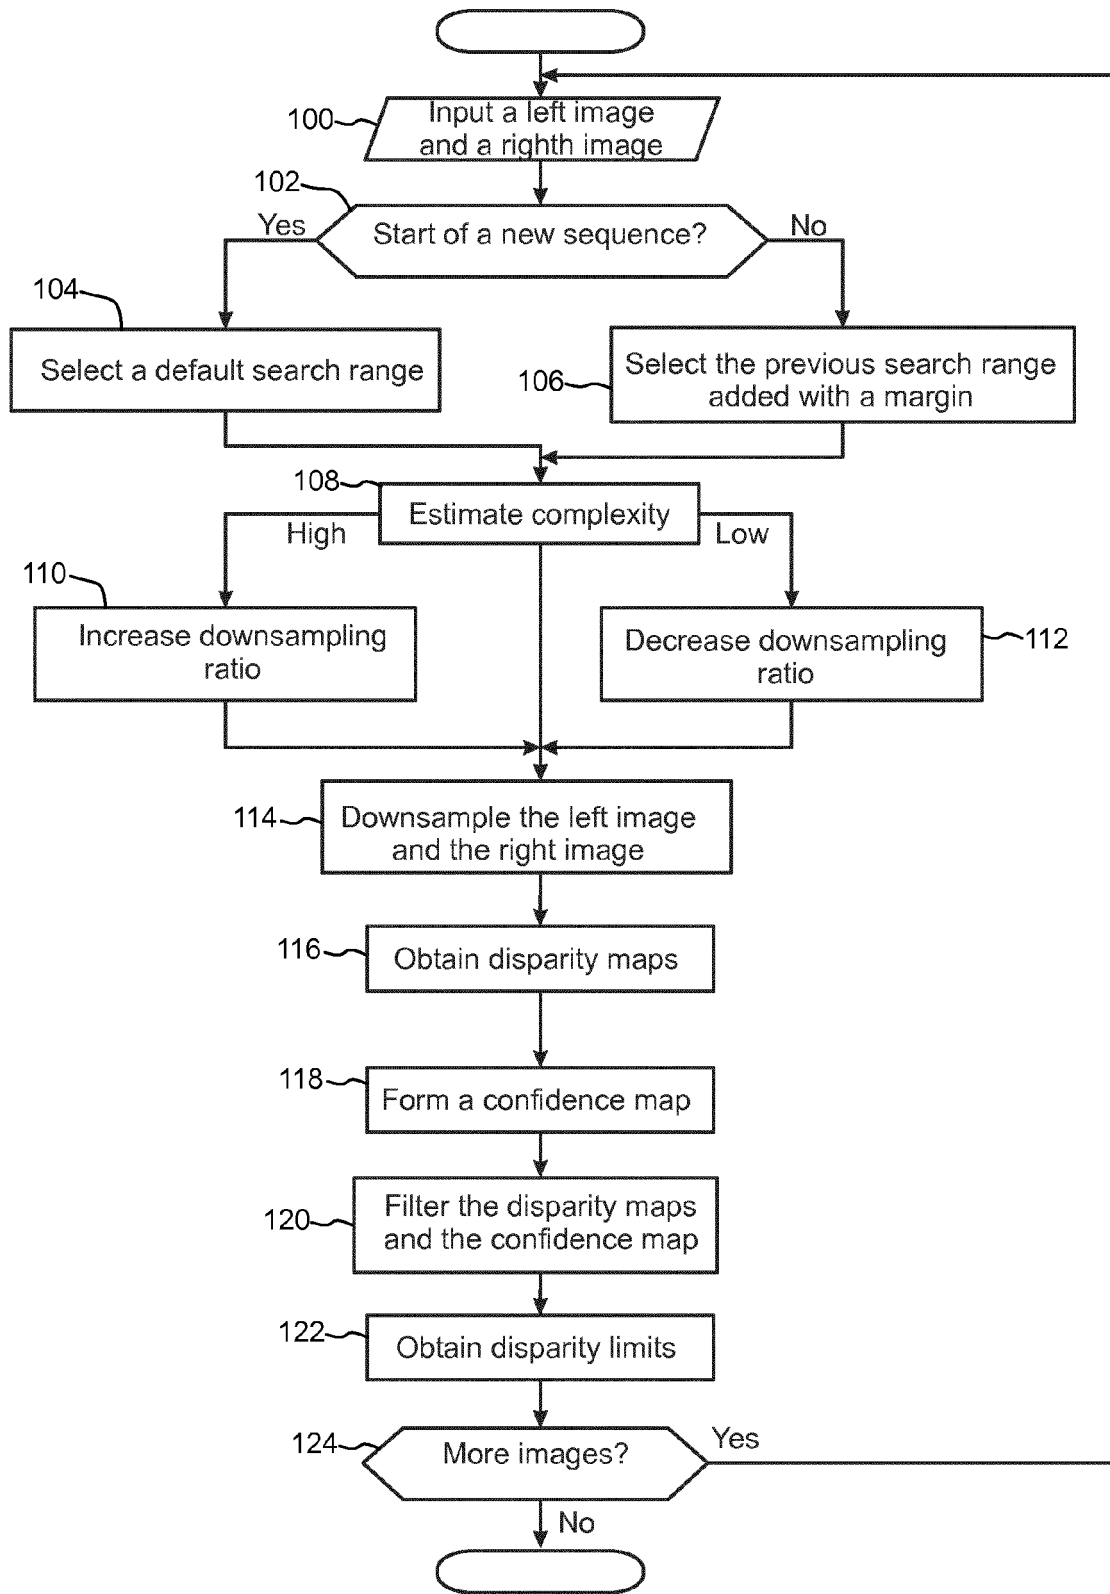 100
Input a left image
and a righth image
102
Yes
Start of a new sequence?
No
104
Select a default search range
106
Select the previous search range
added with a margin
108
Estimate complexity
High
Low
110
Increase downsampling
ratio
Decrease downsampling
ratio
112
114
Downsample the left image
and the right image
116
Obtain disparity maps
118
Form a confidence map
120
Filter the disparity maps
and the confidence map
122
Obtain disparity limits
124
More images?
Yes
No